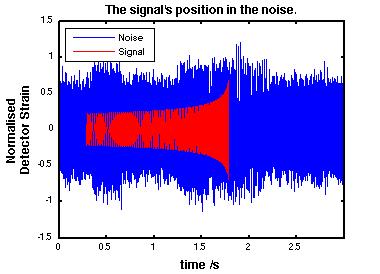 The signal's position in the noise.
1.5
Noise
Signal
1
0.5
0
-0.5
-1
-1.5
Normalised
Detector Strain
0 0.5 1 1.5 2 2.5
time /s